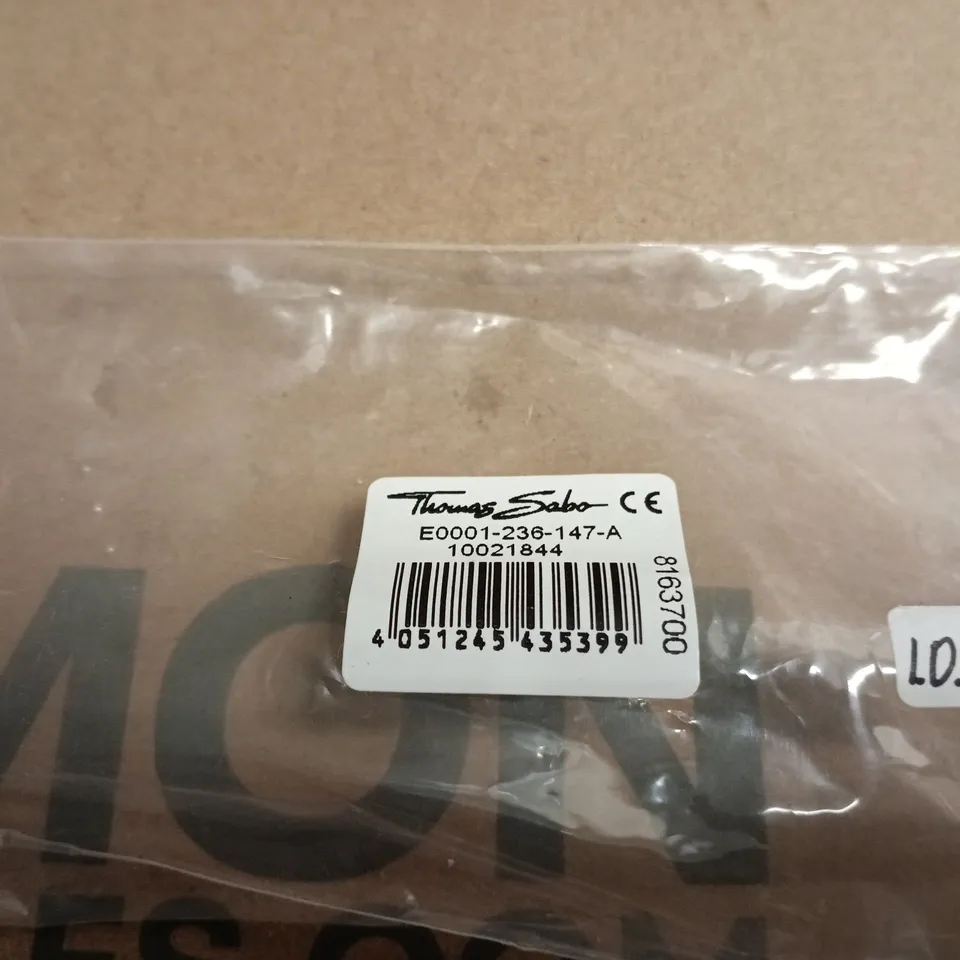 Thomas Sabo CE
E0001-236-147-A
10021844
8163700
4 051245 435399
MON